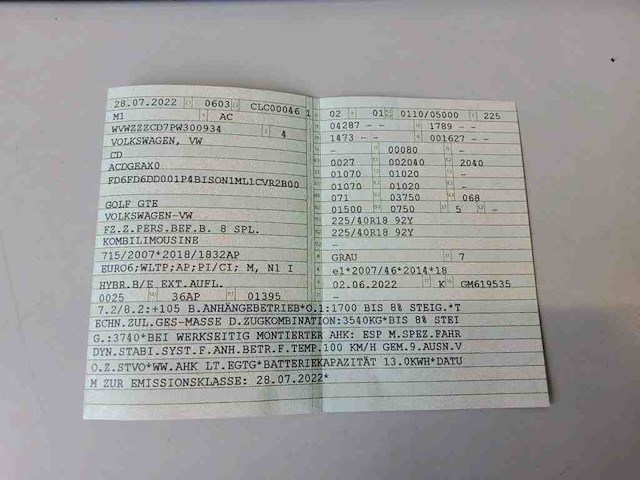 28.07.2022 0603 CLC00046 1
M1 AC
WVWZZZCD7PW300934 4
VOLKSWAGEN, VW
CD
ACDGEAX0
FD6FD6DD001P4BISON1ML1CVR2B00
GOLF GTE
VOLKSWAGEN-VW
FZ.Z.PERS.BEF.B. 8 SPL.
KOMBILIMOUSINE
715/2007*2018/1832AP
EURO6;WLTP;AP;PI/CI; M, N1 I
HYBR.B/E EXT.AUFL.
0025 36AP 01395
02 01 0110/05000 225
04287 - - 1789 - -
1473 - - 001627 - -
- 00080 -
0027 002040 2040
01070 01020 -
01070 01020 -
071 03750 068
01500 0750 5 -
225/40R18 92Y
225/40R18 92Y
-
GRAU 7
e1*2007/46*2014*18
02.06.2022 K GM619535
-
7.2/8.2:+105 B.ANHÄNGEBETRIEB*O.1:1700 BIS 8% STEIG.*T
ECHN.ZUL.GES-MASSE D.ZUGKOMBINATION:3540KG*BIS 8% STEI
G.:3740*BEI WERKSEITIG MONTIERTER AHK: ESP M.SPEZ.FAHR
DYN.STABI.SYST.F.ANH.BETR.F.TEMP.100 KM/H GEM.9.AUSN.V
O.Z.STVO*WW.AHK LT.EGTG*BATTERIEKAPAZITÄT 13.0KWH*DATU
M ZUR EMISSIONSKLASSE: 28.07.2022*